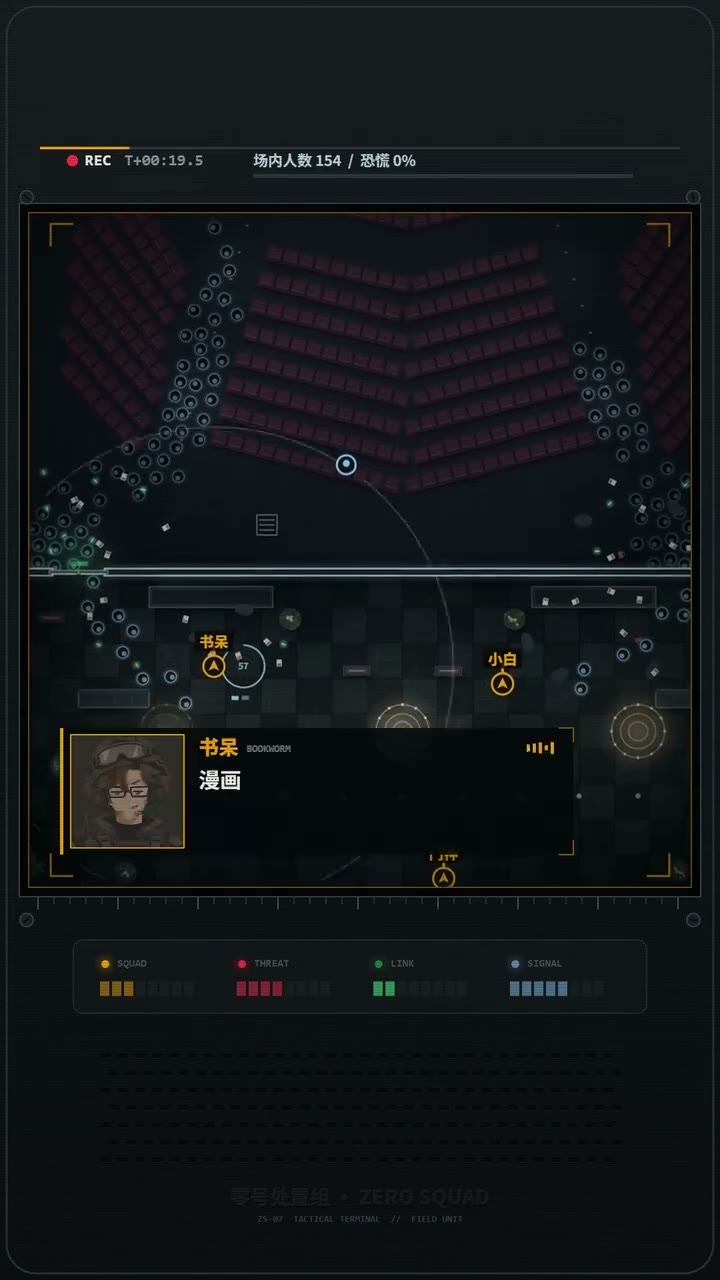 REC T+00:19.5 场内人数 154 / 恐慌 0%
书呆
57
小白
书呆 BOOKWORM
漫画
SQUAD THREAT LINK SIGNAL
零号处置组 · ZERO SQUAD
ZS-07 TACTICAL TERMINAL // FIELD UNIT